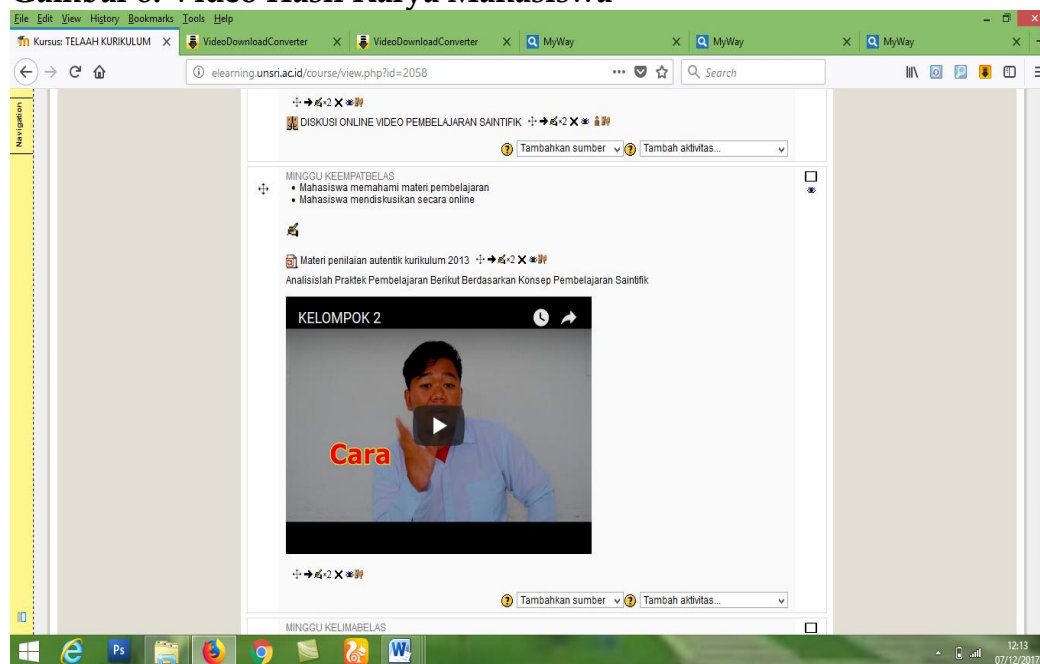 Gambar 6. Video Hasil Karya Mahasiswa
File Edit View History Bookmarks Tools Help
Kursus: TELAAH KURIKULUM VideoDownloadConverter VideoDownloadConverter MyWay MyWay MyWay
elearning.unsri.ac.id/course/view.php?id=2058 Search
Navigation
×2
DISKUSI ONLINE VIDEO PEMBELAJARAN SAINTIFIK
Tambahkan sumber Tambah aktivitas...
MINGGU KEEMPATBELAS
• Mahasiswa memahami materi pembelajaran
• Mahasiswa mendiskusikan secara online
Materi penilaian autentik kurikulum 2013 ×2
Analisislah Praktek Pembelajaran Berikut Berdasarkan Konsep Pembelajaran Saintifik
KELOMPOK 2
Cara
×2
Tambahkan sumber Tambah aktivitas...
MINGGU KELIMABELAS
Ps
W
12:13
07/12/2017